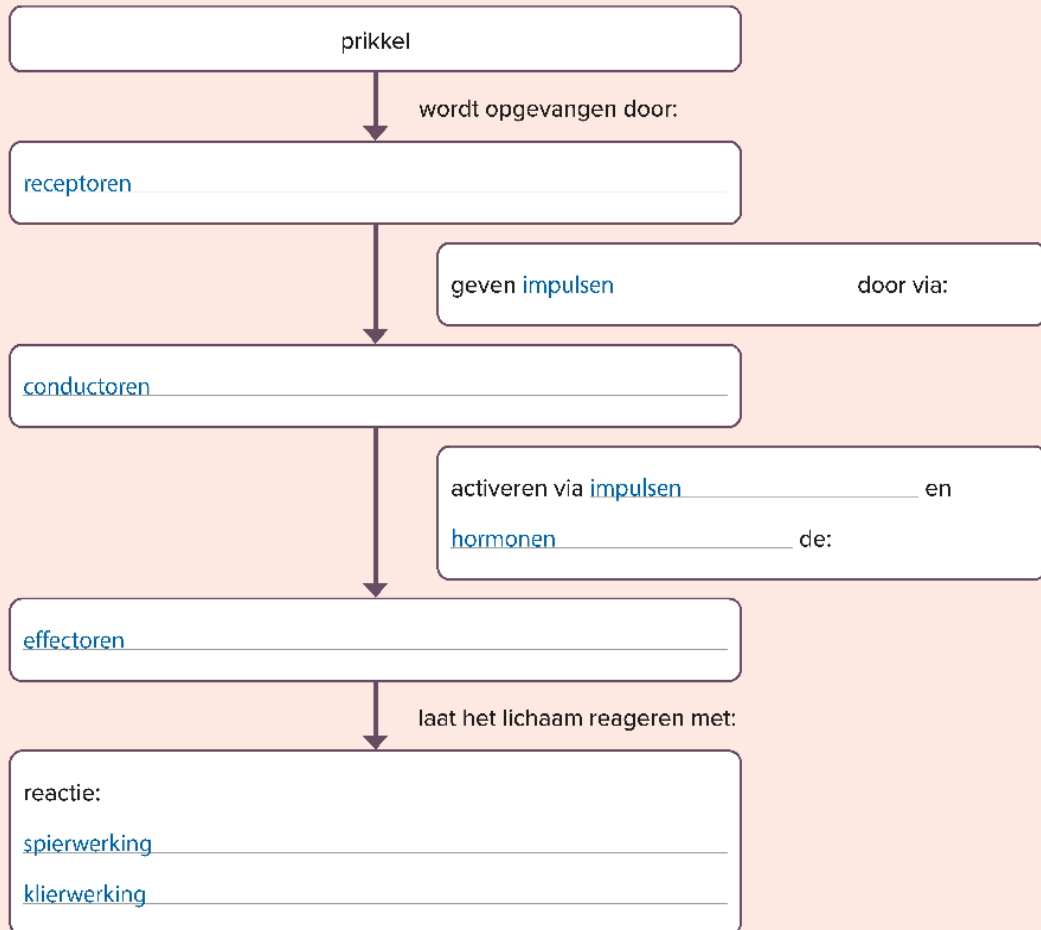 prikkel
wordt opgevangen door:
receptoren
geven impulsen door via:
conductoren
activeren via impulsen en
hormonen de:
effectoren
laat het lichaam reageren met:
reactie:
spierwerking
klierwerking